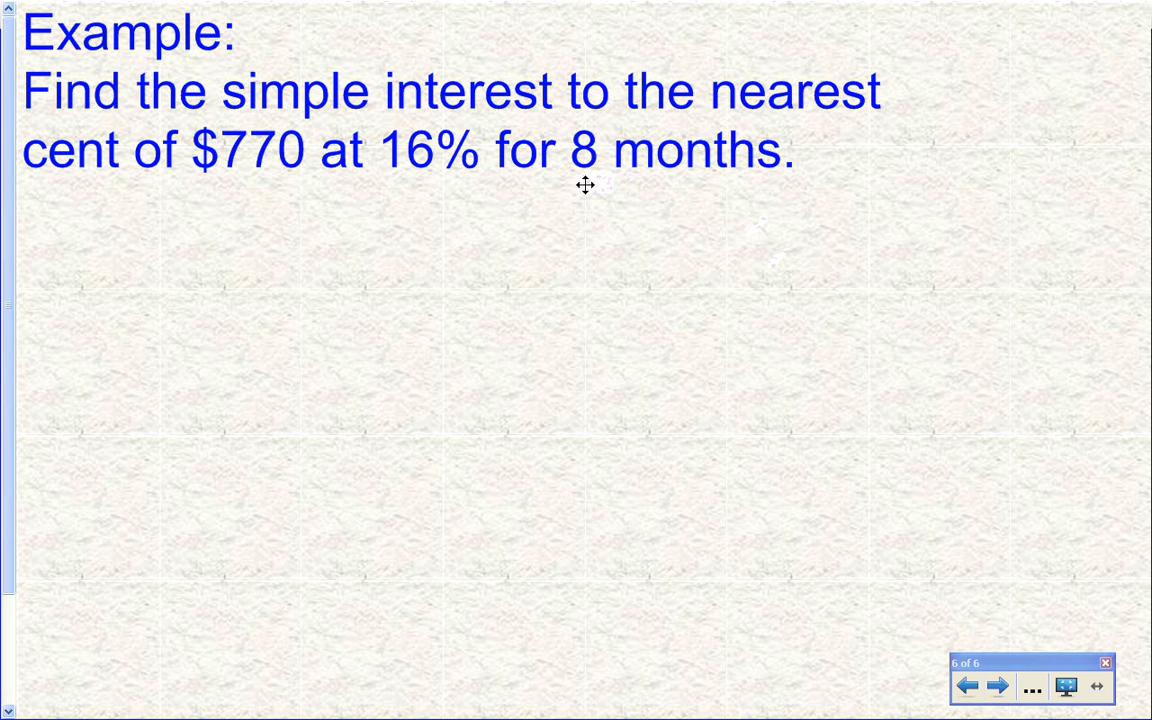 Example:
Find the simple interest to the nearest
cent of $770 at 16% for 8 months.
6 of 6
...